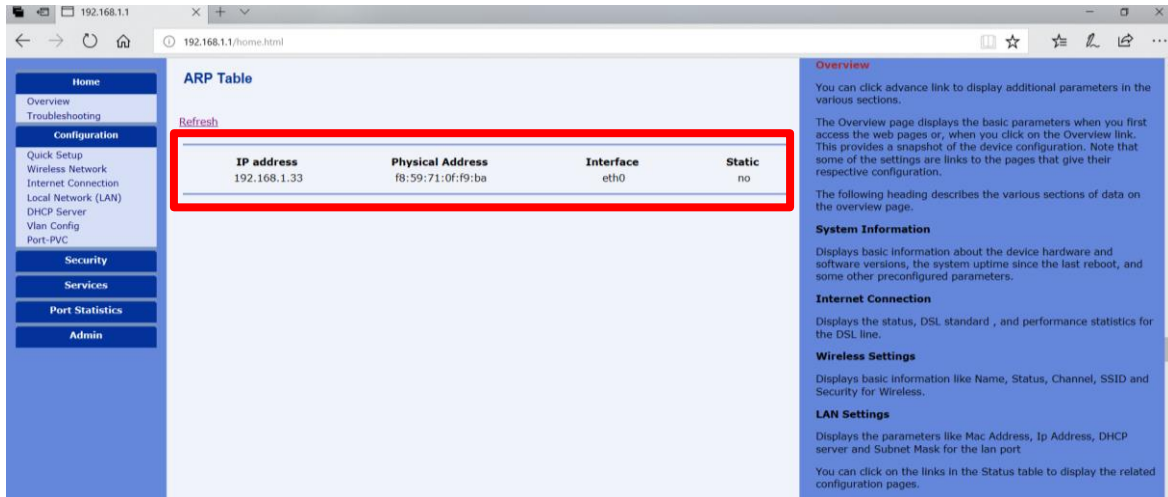 192.168.1.1
192.168.1.1/home.html
Home
Overview
Troubleshooting
Configuration
Quick Setup
Wireless Network
Internet Connection
Local Network (LAN)
DHCP Server
Vlan Config
Port-PVC
Security
Services
Port Statistics
Admin
ARP Table
Refresh
IP address Physical Address Interface Static
192.168.1.33 f8:59:71:0f:f9:ba eth0 no
Overview
You can click advance link to display additional parameters in the
various sections.
The Overview page displays the basic parameters when you first
access the web pages or, when you click on the Overview link.
This provides a snapshot of the device configuration. Note that
some of the settings are links to the pages that give their
respective configuration.
The following heading describes the various sections of data on
the overview page.
System Information
Displays basic information about the device hardware and
software versions, the system uptime since the last reboot, and
some other preconfigured parameters.
Internet Connection
Displays the status, DSL standard , and performance statistics for
the DSL line.
Wireless Settings
Displays basic information like Name, Status, Channel, SSID and
Security for Wireless.
LAN Settings
Displays the parameters like Mac Address, Ip Address, DHCP
server and Subnet Mask for the lan port
You can click on the links in the Status table to display the related
configuration pages.